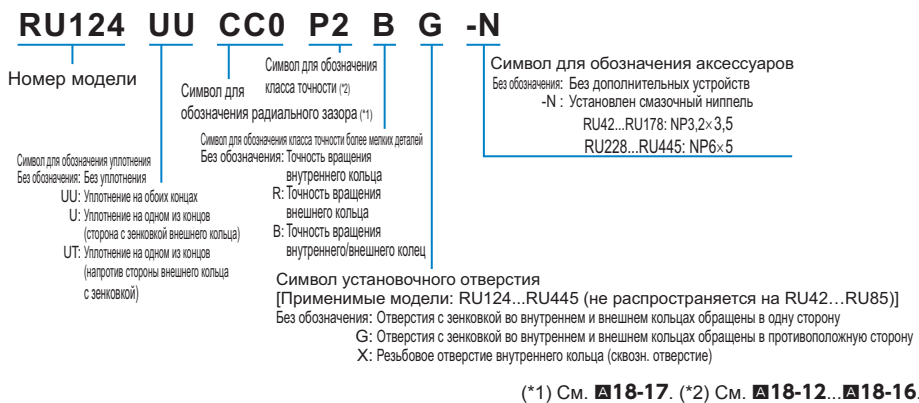 RU124 UU CC0 P2 B G -N
Номер модели
Символ для обозначения уплотнения
Без обозначения: Без уплотнения
UU: Уплотнение на обоих концах
U: Уплотнение на одном из концов
(сторона с зенковкой внешнего кольца)
UT: Уплотнение на одном из концов
(напротив стороны внешнего кольца
с зенковкой)
Символ для
обозначения радиального зазора (*1)
Символ для обозначения
класса точности (*2)
Символ для обозначения класса точности более мелких деталей
Без обозначения: Точность вращения
внутреннего кольца
R: Точность вращения
внешнего кольца
B: Точность вращения
внутреннего/внешнего колец
Символ установочного отверстия
[Применимые модели: RU124...RU445 (не распространяется на RU42…RU85)]
Без обозначения: Отверстия с зенковкой во внутреннем и внешнем кольцах обращены в одну сторону
G: Отверстия с зенковкой во внутреннем и внешнем кольцах обращены в противоположную сторону
X: Резьбовое отверстие внутреннего кольца (сквозн. отверстие)
Символ для обозначения аксессуаров
Без обозначения: Без дополнительных устройств
-N : Установлен смазочный ниппель
RU42...RU178: NP3,2×3,5
RU228...RU445: NP6×5
(*1) См. A18-17. (*2) См. A18-12...A18-16.